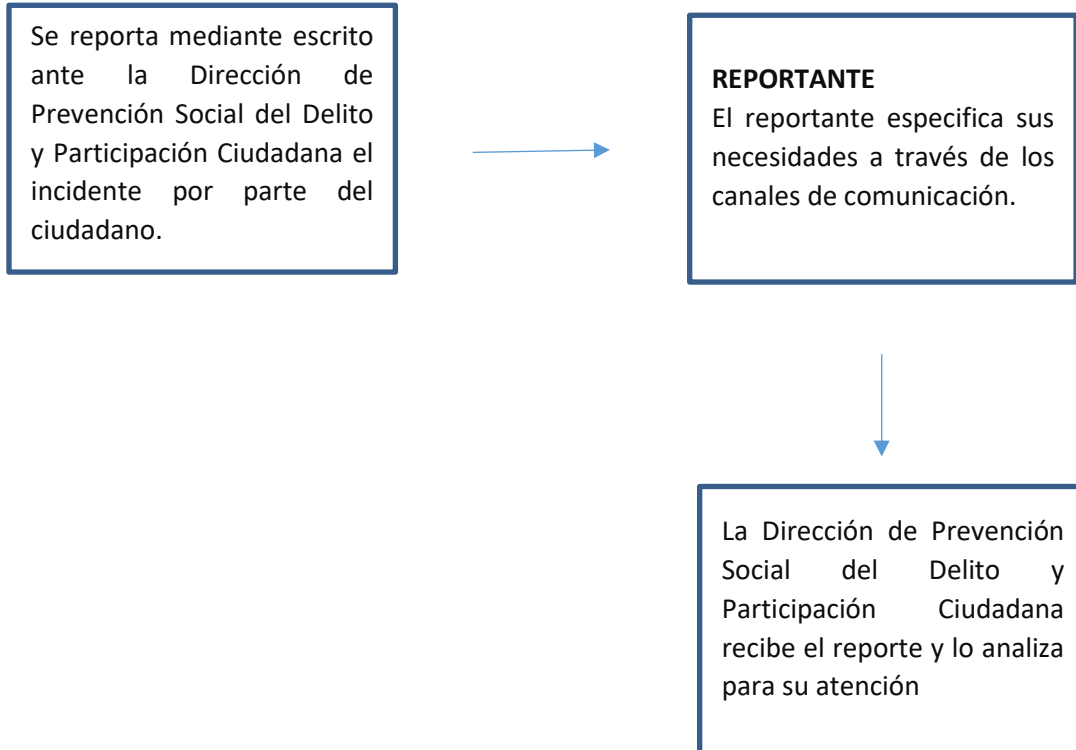 Se reporta mediante escrito
ante la Dirección de
Prevención Social del Delito
y Participación Ciudadana el
incidente por parte del
ciudadano.
REPORTANTE
El reportante especifica sus
necesidades a través de los
canales de comunicación.
La Dirección de Prevención
Social del Delito y
Participación Ciudadana
recibe el reporte y lo analiza
para su atención